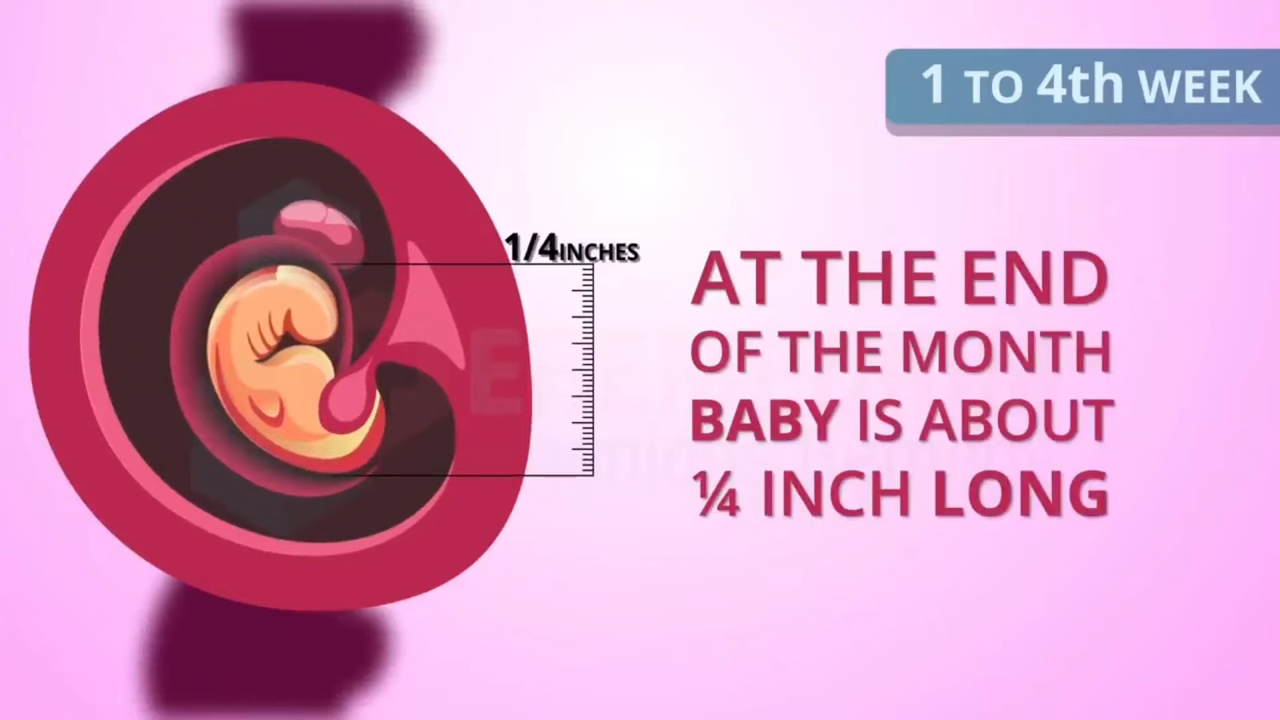 1 TO 4th WEEK
1/4INCHES
AT THE END
OF THE MONTH
BABY IS ABOUT
¼ INCH LONG